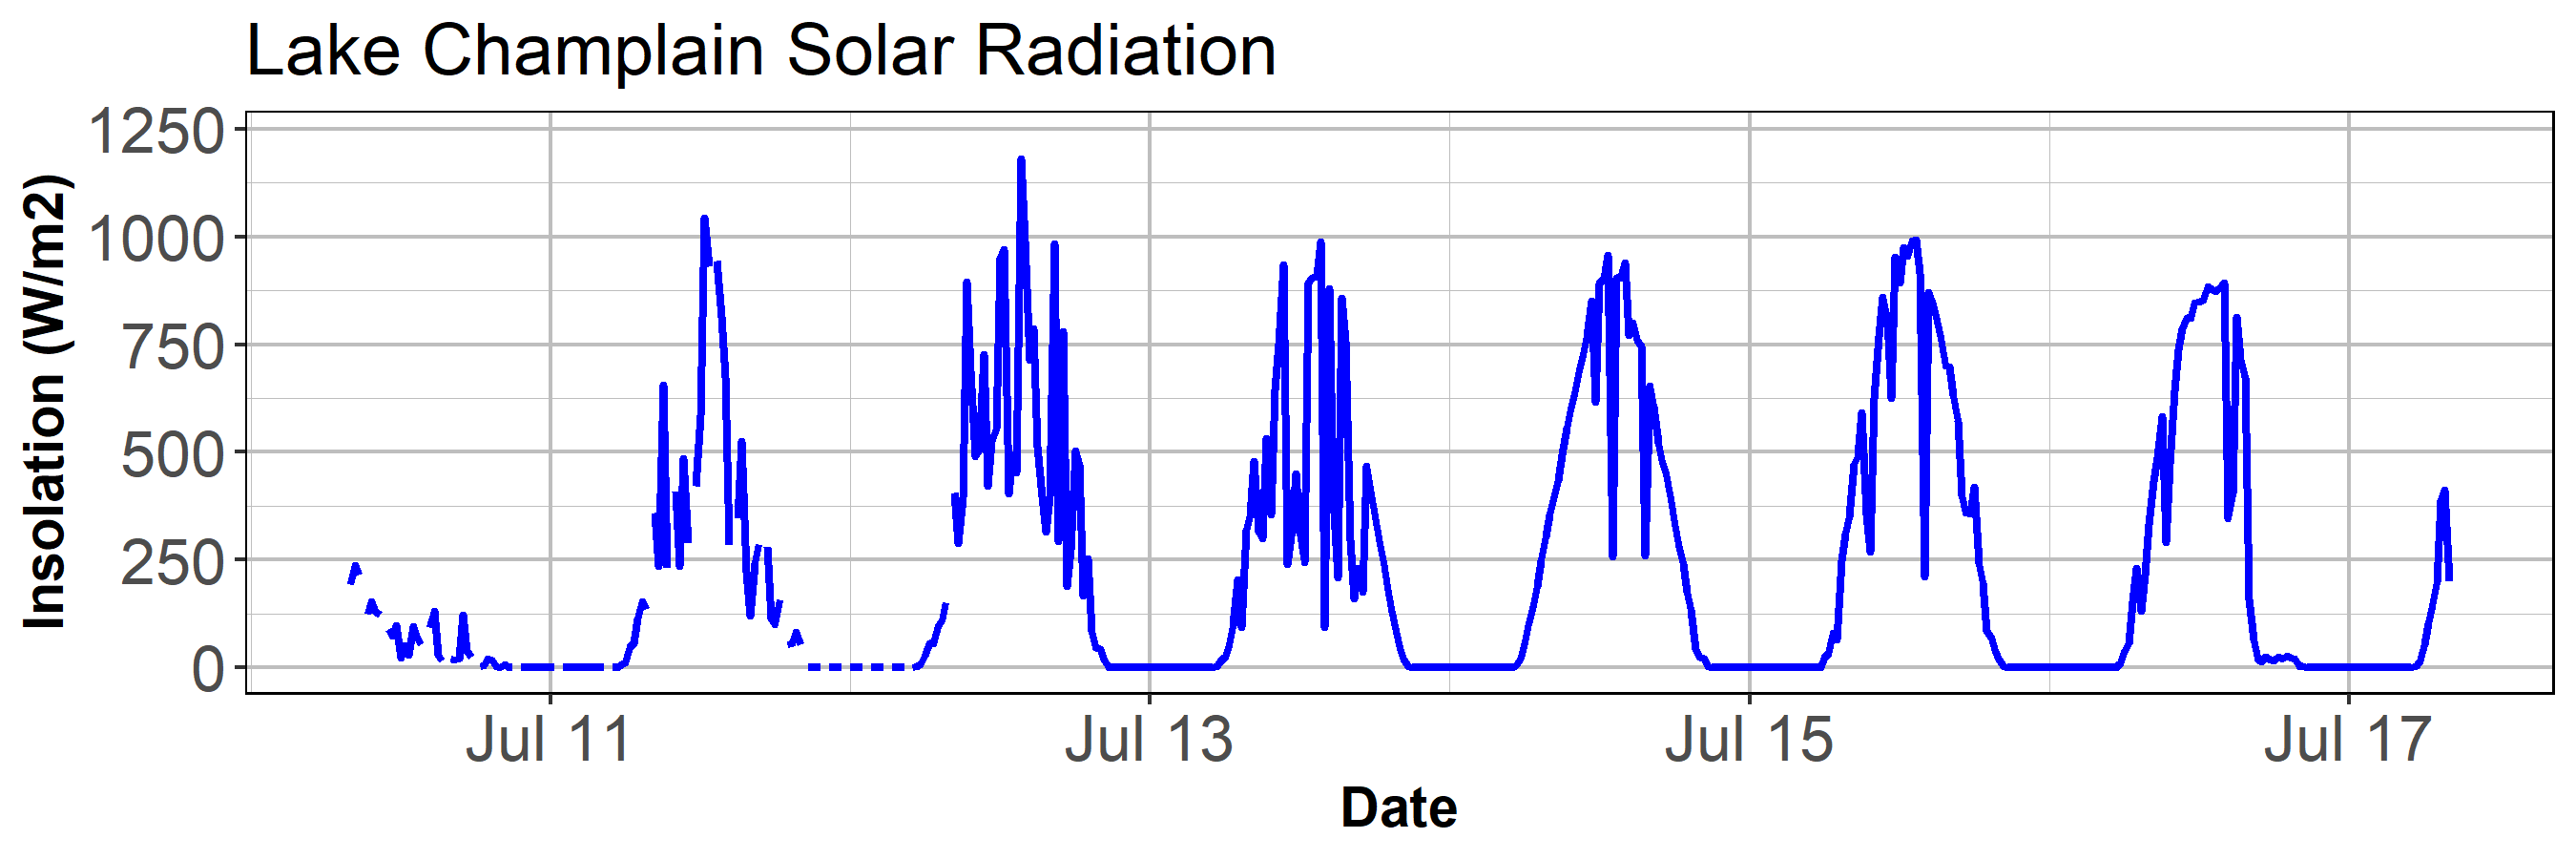 Lake Champlain Solar Radiation
Insolation (W/m2)
1250
1000
750
500
250
0
Jul 11 Jul 13 Jul 15 Jul 17
Date